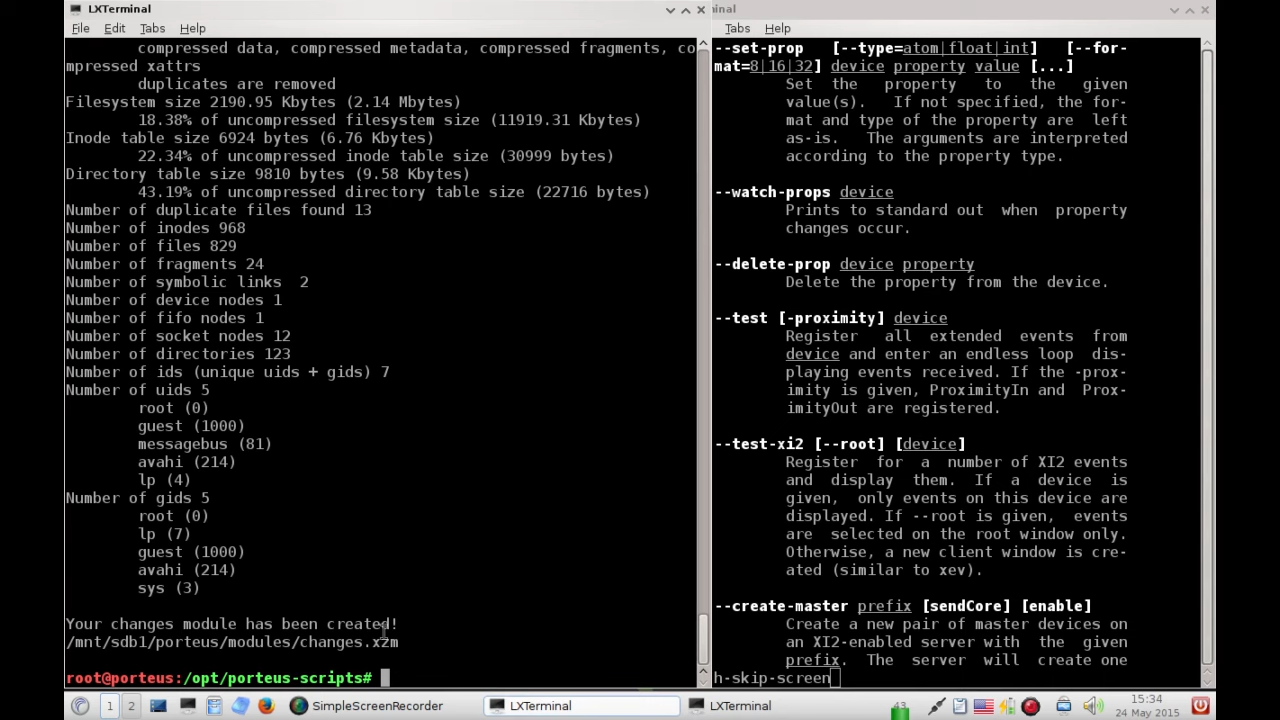 LXTerminal
File Edit Tabs Help
compressed data, compressed metadata, compressed fragments, co
mpressed xattrs
duplicates are removed
Filesystem size 2190.95 Kbytes (2.14 Mbytes)
18.38% of uncompressed filesystem size (11919.31 Kbytes)
Inode table size 6924 bytes (6.76 Kbytes)
22.34% of uncompressed inode table size (30999 bytes)
Directory table size 9810 bytes (9.58 Kbytes)
43.19% of uncompressed directory table size (22716 bytes)
Number of duplicate files found 13
Number of inodes 968
Number of files 829
Number of fragments 24
Number of symbolic links  2
Number of device nodes 1
Number of fifo nodes 1
Number of socket nodes 12
Number of directories 123
Number of ids (unique uids + gids) 7
Number of uids 5
root (0)
guest (1000)
messagebus (81)
avahi (214)
lp (4)
Number of gids 5
root (0)
lp (7)
guest (1000)
avahi (214)
sys (3)
Your changes module has been created!
/mnt/sdb1/porteus/modules/changes.xzm
root@porteus:/opt/porteus-scripts#
minal
Tabs Help
--set-prop [--type=atom|float|int] [--for-
mat=8|16|32] device property value [...]
Set the property to the given
value(s). If not specified, the for-
mat and type of the property are left
as-is. The arguments are interpreted
according to the property type.
--watch-props device
Prints to standard out when property
changes occur.
--delete-prop device property
Delete the property from the device.
--test [-proximity] device
Register all extended events from
device and enter an endless loop dis-
playing events received. If the -prox-
imity is given, ProximityIn and Prox-
imityOut are registered.
--test-xi2 [--root] [device]
Register for a number of XI2 events
and display them. If a device is
given, only events on this device are
displayed. If --root is given, events
are selected on the root window only.
Otherwise, a new client window is cre-
ated (similar to xev).
--create-master prefix [sendCore] [enable]
Create a new pair of master devices on
an XI2-enabled server with the given
prefix. The server will create one
h-skip-screen
1 2 SimpleScreenRecorder LXTerminal LXTerminal 43 15:34
24 May 2015